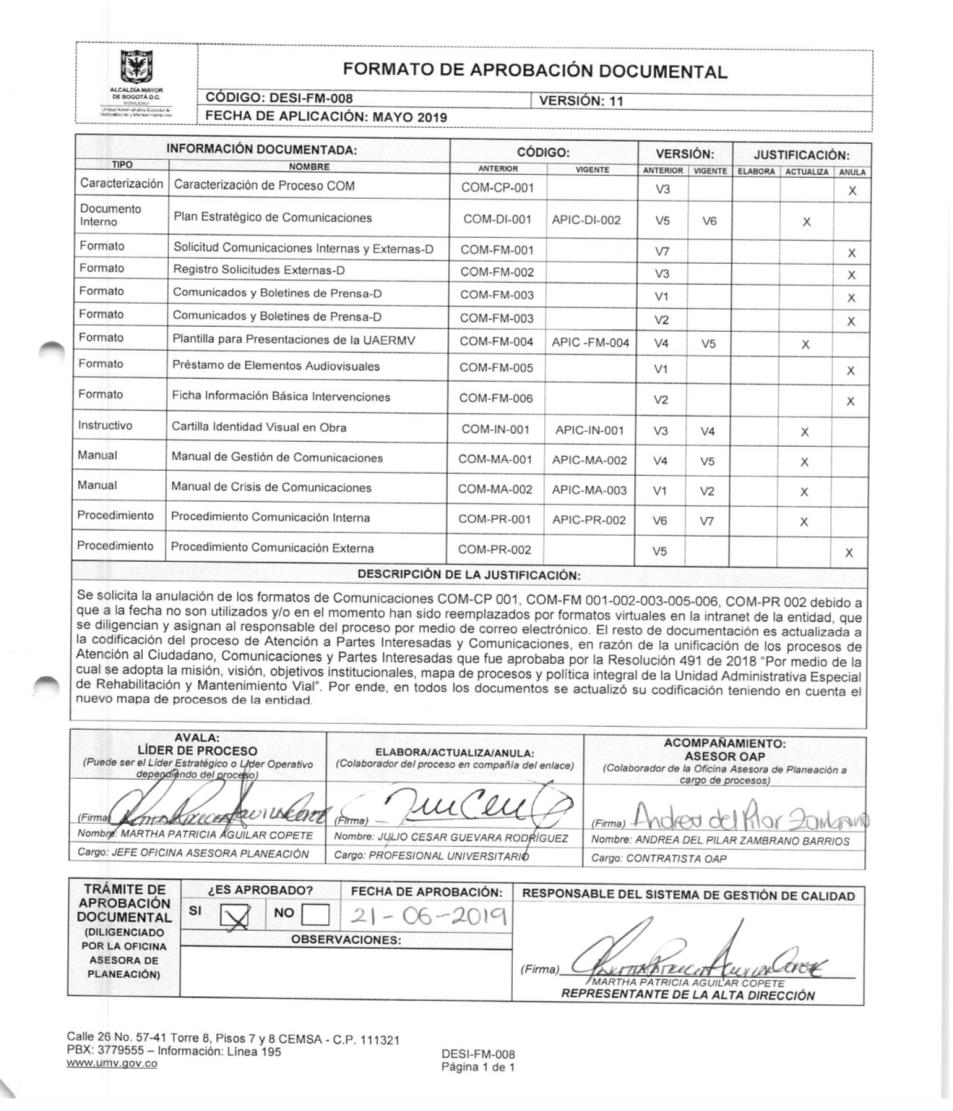 ALCALDÍA MAYOR
DE BOGOTÁ D.C.
MOVILIDAD
Unidad Administrativa Especial de
Rehabilitación y Mantenimiento Vial
FORMATO DE APROBACIÓN DOCUMENTAL
CÓDIGO: DESI-FM-008 VERSIÓN: 11
FECHA DE APLICACIÓN: MAYO 2019
INFORMACIÓN DOCUMENTADA: CÓDIGO: VERSIÓN: JUSTIFICACIÓN:
TIPO NOMBRE ANTERIOR VIGENTE ANTERIOR VIGENTE ELABORA ACTUALIZA ANULA
Caracterización Caracterización de Proceso COM COM-CP-001 V3 X
Documento Interno Plan Estratégico de Comunicaciones COM-DI-001 APIC-DI-002 V5 V6 X
Formato Solicitud Comunicaciones Internas y Externas-D COM-FM-001 V7 X
Formato Registro Solicitudes Externas-D COM-FM-002 V3 X
Formato Comunicados y Boletines de Prensa-D COM-FM-003 V1 X
Formato Comunicados y Boletines de Prensa-D COM-FM-003 V2 X
Formato Plantilla para Presentaciones de la UAERMV COM-FM-004 APIC -FM-004 V4 V5 X
Formato Préstamo de Elementos Audiovisuales COM-FM-005 V1 X
Formato Ficha Información Básica Intervenciones COM-FM-006 V2 X
Instructivo Cartilla Identidad Visual en Obra COM-IN-001 APIC-IN-001 V3 V4 X
Manual Manual de Gestión de Comunicaciones COM-MA-001 APIC-MA-002 V4 V5 X
Manual Manual de Crisis de Comunicaciones COM-MA-002 APIC-MA-003 V1 V2 X
Procedimiento Procedimiento Comunicación Interna COM-PR-001 APIC-PR-002 V6 V7 X
Procedimiento Procedimiento Comunicación Externa COM-PR-002 V5 X
DESCRIPCIÓN DE LA JUSTIFICACIÓN:
Se solicita la anulación de los formatos de Comunicaciones COM-CP 001, COM-FM 001-002-003-005-006, COM-PR 002 debido a
que a la fecha no son utilizados y/o en el momento han sido reemplazados por formatos virtuales en la intranet de la entidad, que
se diligencian y asignan al responsable del proceso por medio de correo electrónico. El resto de documentación es actualizada a
la codificación del proceso de Atención a Partes Interesadas y Comunicaciones, en razón de la unificación de los procesos de
Atención al Ciudadano, Comunicaciones y Partes Interesadas que fue aprobaba por la Resolución 491 de 2018 "Por medio de la
cual se adopta la misión, visión, objetivos institucionales, mapa de procesos y política integral de la Unidad Administrativa Especial
de Rehabilitación y Mantenimiento Vial". Por ende, en todos los documentos se actualizó su codificación teniendo en cuenta el
nuevo mapa de procesos de la entidad.
AVALA:
LÍDER DE PROCESO
(Puede ser el Líder Estratégico o Líder Operativo
dependiendo del proceso)
(Firma) Martha Patricia Aguilar Copete
Nombre: MARTHA PATRICIA AGUILAR COPETE
Cargo: JEFE OFICINA ASESORA PLANEACIÓN
ELABORA/ACTUALIZA/ANULA:
(Colaborador del proceso en compañía del enlace)
(Firma)
Nombre: JULIO CESAR GUEVARA RODRÍGUEZ
Cargo: PROFESIONAL UNIVERSITARIO
ACOMPAÑAMIENTO:
ASESOR OAP
(Colaborador de la Oficina Asesora de Planeación a
cargo de procesos)
(Firma) Andrea del Pilar Zambrano
Nombre: ANDREA DEL PILAR ZAMBRANO BARRIOS
Cargo: CONTRATISTA OAP
TRÁMITE DE
APROBACIÓN
DOCUMENTAL
(DILIGENCIADO
POR LA OFICINA
ASESORA DE
PLANEACIÓN)
¿ES APROBADO?
SI X NO
FECHA DE APROBACIÓN:
21-06-2019
OBSERVACIONES:
RESPONSABLE DEL SISTEMA DE GESTIÓN DE CALIDAD
(Firma) Martha Patricia Aguilar Copete
MARTHA PATRICIA AGUILAR COPETE
REPRESENTANTE DE LA ALTA DIRECCIÓN
Calle 26 No. 57-41 Torre 8, Pisos 7 y 8 CEMSA - C.P. 111321
PBX: 3779555 – Información: Línea 195
www.umv.gov.co
DESI-FM-008
Página 1 de 1